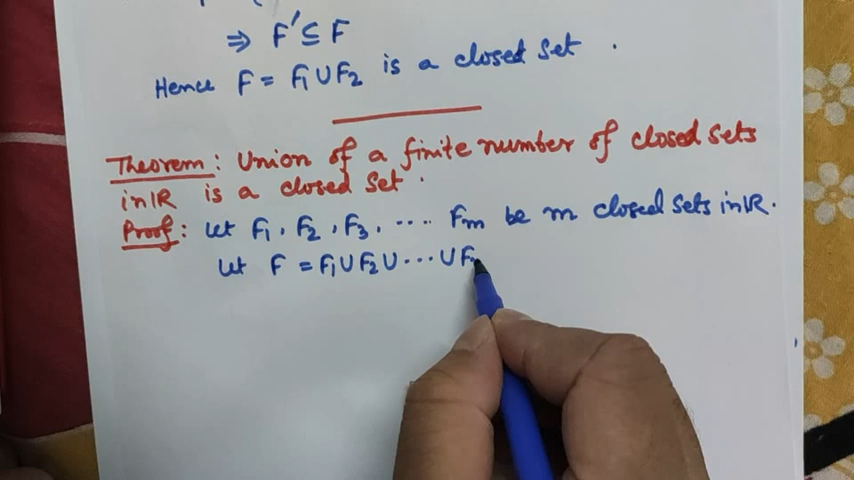 ⇒ F' ⊆ F
Hence F = F₁ ∪ F₂ is a closed set .
Theorem : Union of a finite number of closed sets
in ℝ is a closed set .
Proof : Let F₁ , F₂ , F₃ , .... Fm be m closed sets in ℝ .
Let F = F₁ ∪ F₂ ∪ ... ∪ F